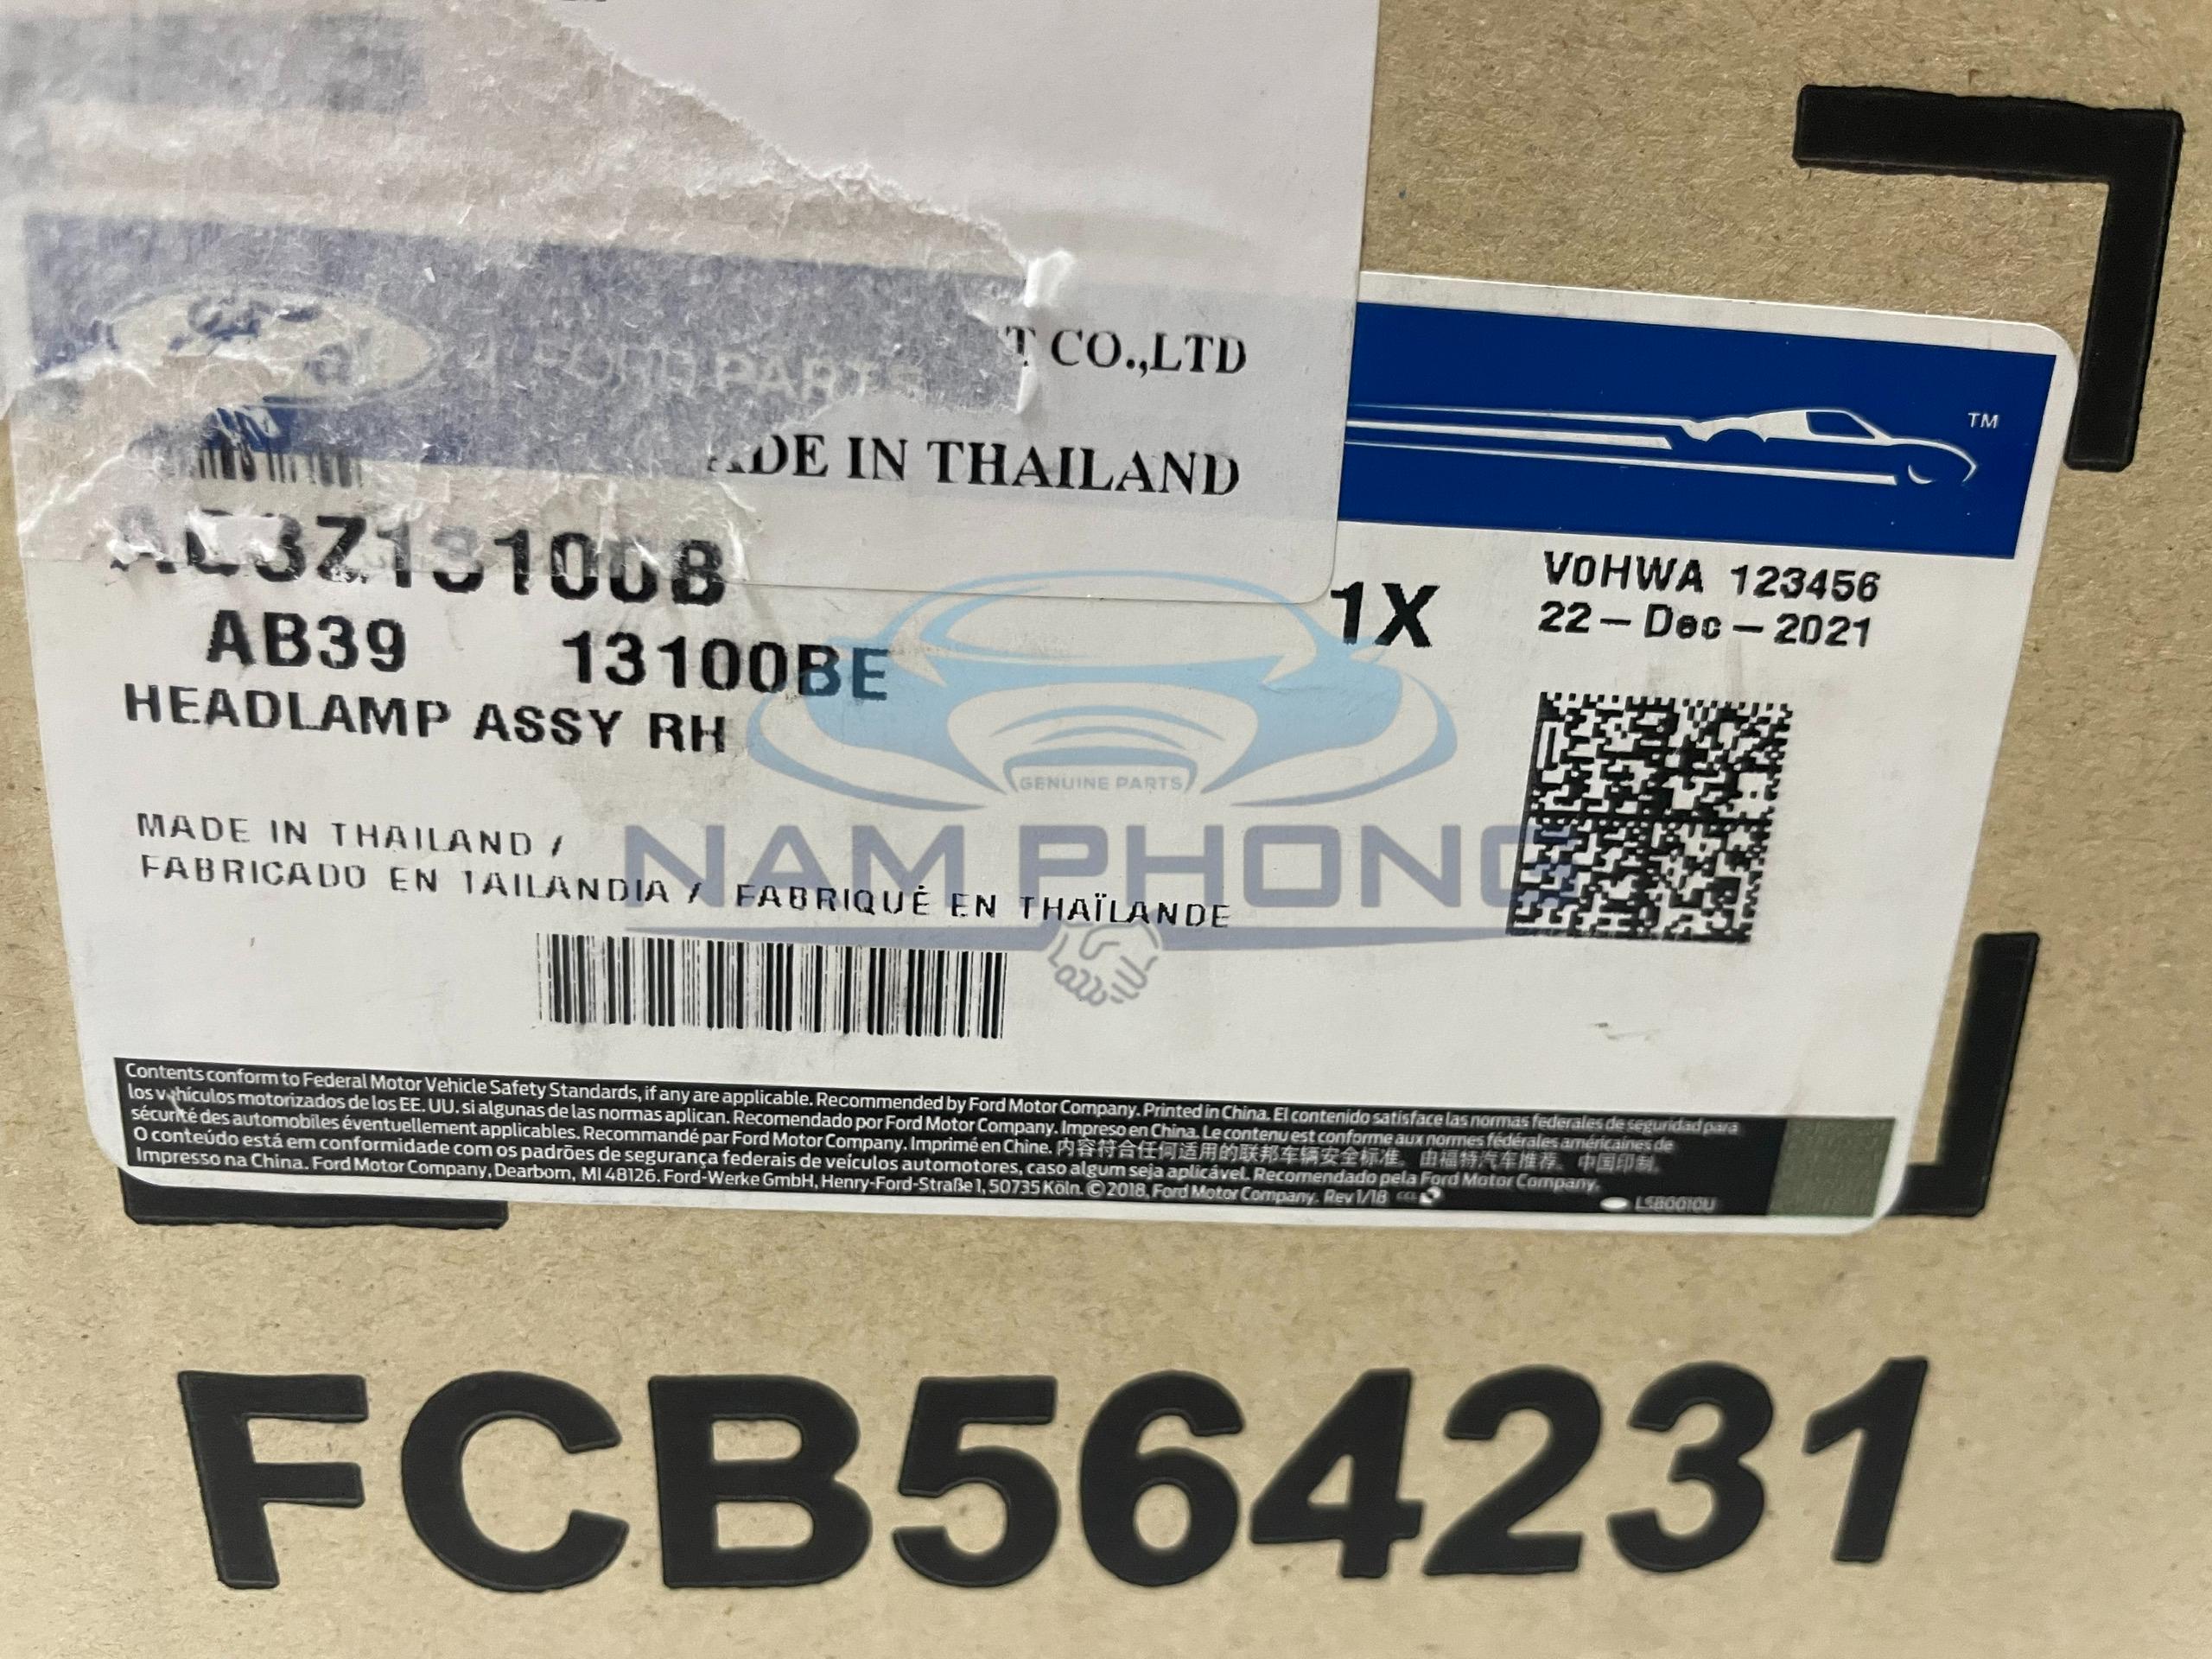 FORD PARTS
T CO.,LTD
ADE IN THAILAND
TM
AB3Z13100B
AB39 13100BE
HEADLAMP ASSY RH
1X
V0HWA 123456
22-Dec-2021
GENUINE PARTS
NAM PHONG
MADE IN THAILAND /
FABRICADO EN TAILANDIA / FABRIQUÉ EN THAÏLANDE
Contents conform to Federal Motor Vehicle Safety Standards, if any are applicable. Recommended by Ford Motor Company. Printed in China. El contenido satisface las normas federales de seguridad para
los vehículos motorizados de los EE. UU. si algunas de las normas aplican. Recomendado por Ford Motor Company. Impreso en China. Le contenu est conforme aux normes fédérales américaines de
sécurité des automobiles éventuellement applicables. Recommandé par Ford Motor Company. Imprimé en Chine. 内容符合任何适用的联邦车辆安全标准。由福特汽车推荐。中国印制。
O conteúdo está em conformidade com os padrões de segurança federais de veículos automotores, caso algum seja aplicável. Recomendado pela Ford Motor Company.
Impresso na China. Ford Motor Company, Dearborn, MI 48126. Ford-Werke GmbH, Henry-Ford-Straße 1, 50735 Köln. © 2018, Ford Motor Company. Rev 1/18
LSB0010U
FCB564231